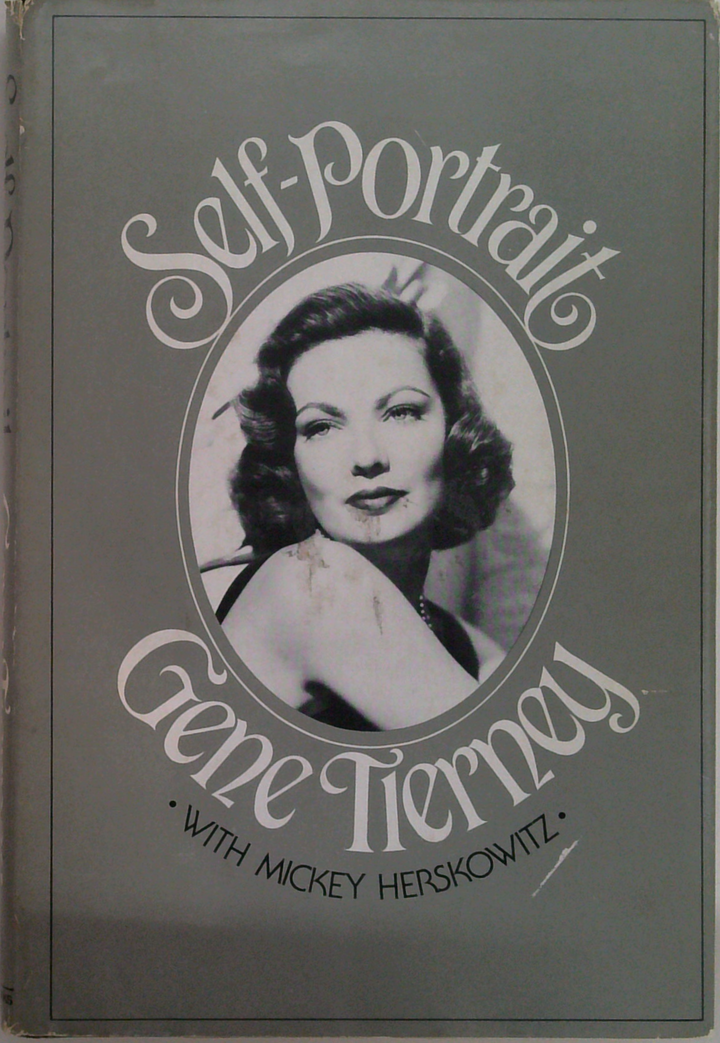 Self-Portrait
Gene Tierney
• WITH MICKEY HERSKOWITZ •